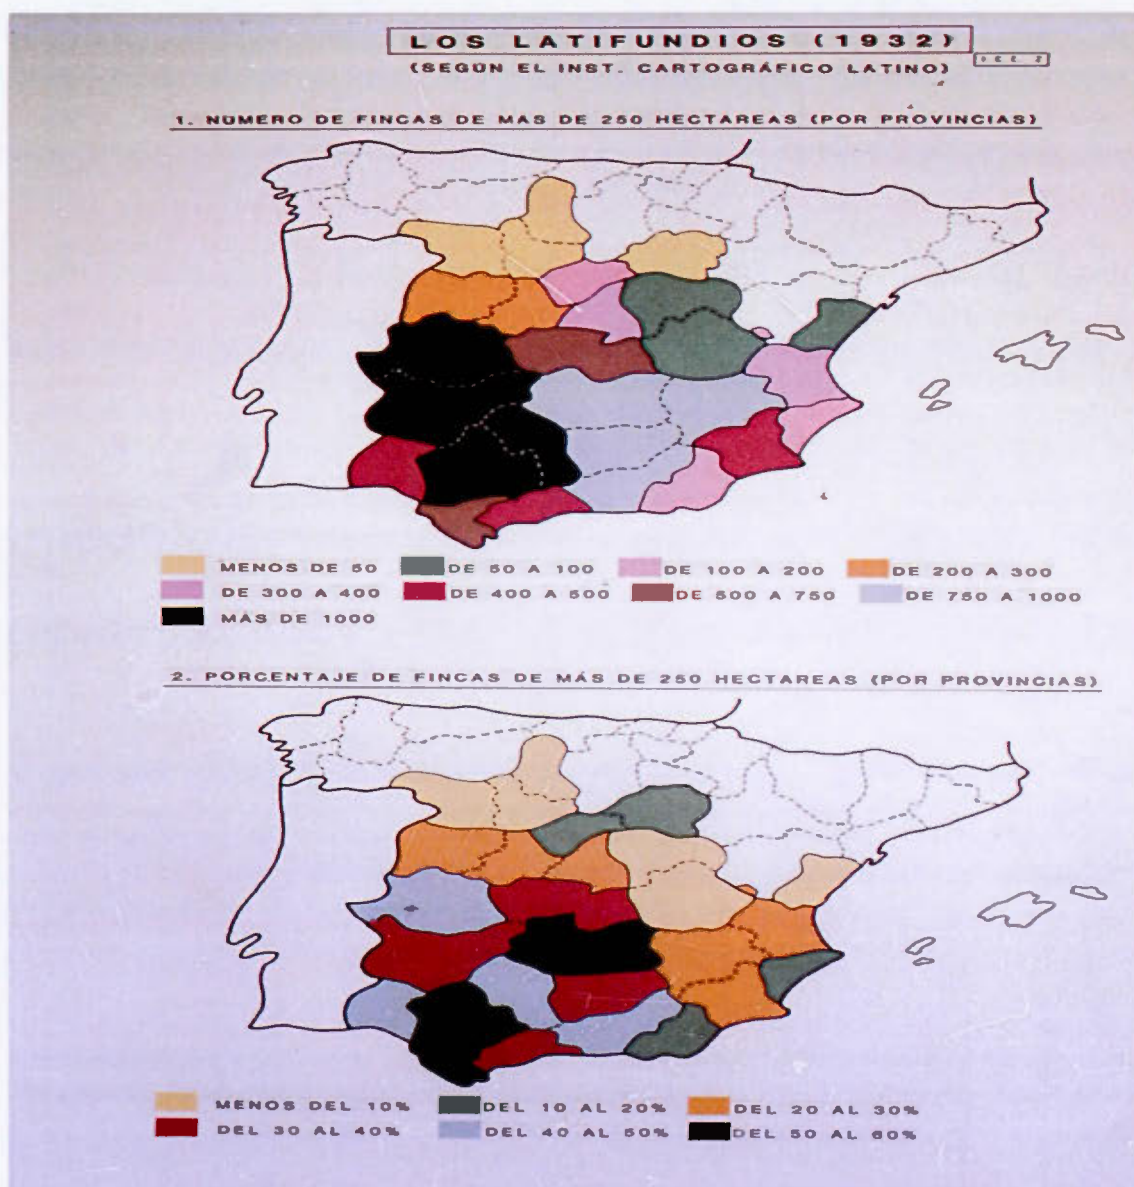 LOS LATIFUNDIOS (1932)
(SEGÚN EL INST. CARTOGRÁFICO LATINO)
1. NÚMERO DE FINCAS DE MAS DE 250 HECTAREAS (POR PROVINCIAS)
MENOS DE 50 DE 50 A 100 DE 100 A 200 DE 200 A 300
DE 300 A 400 DE 400 A 500 DE 500 A 750 DE 750 A 1000
MAS DE 1000
2. PORCENTAJE DE FINCAS DE MÁS DE 250 HECTAREAS (POR PROVINCIAS)
MENOS DEL 10% DEL 10 AL 20% DEL 20 AL 30%
DEL 30 AL 40% DEL 40 AL 50% DEL 50 AL 60%